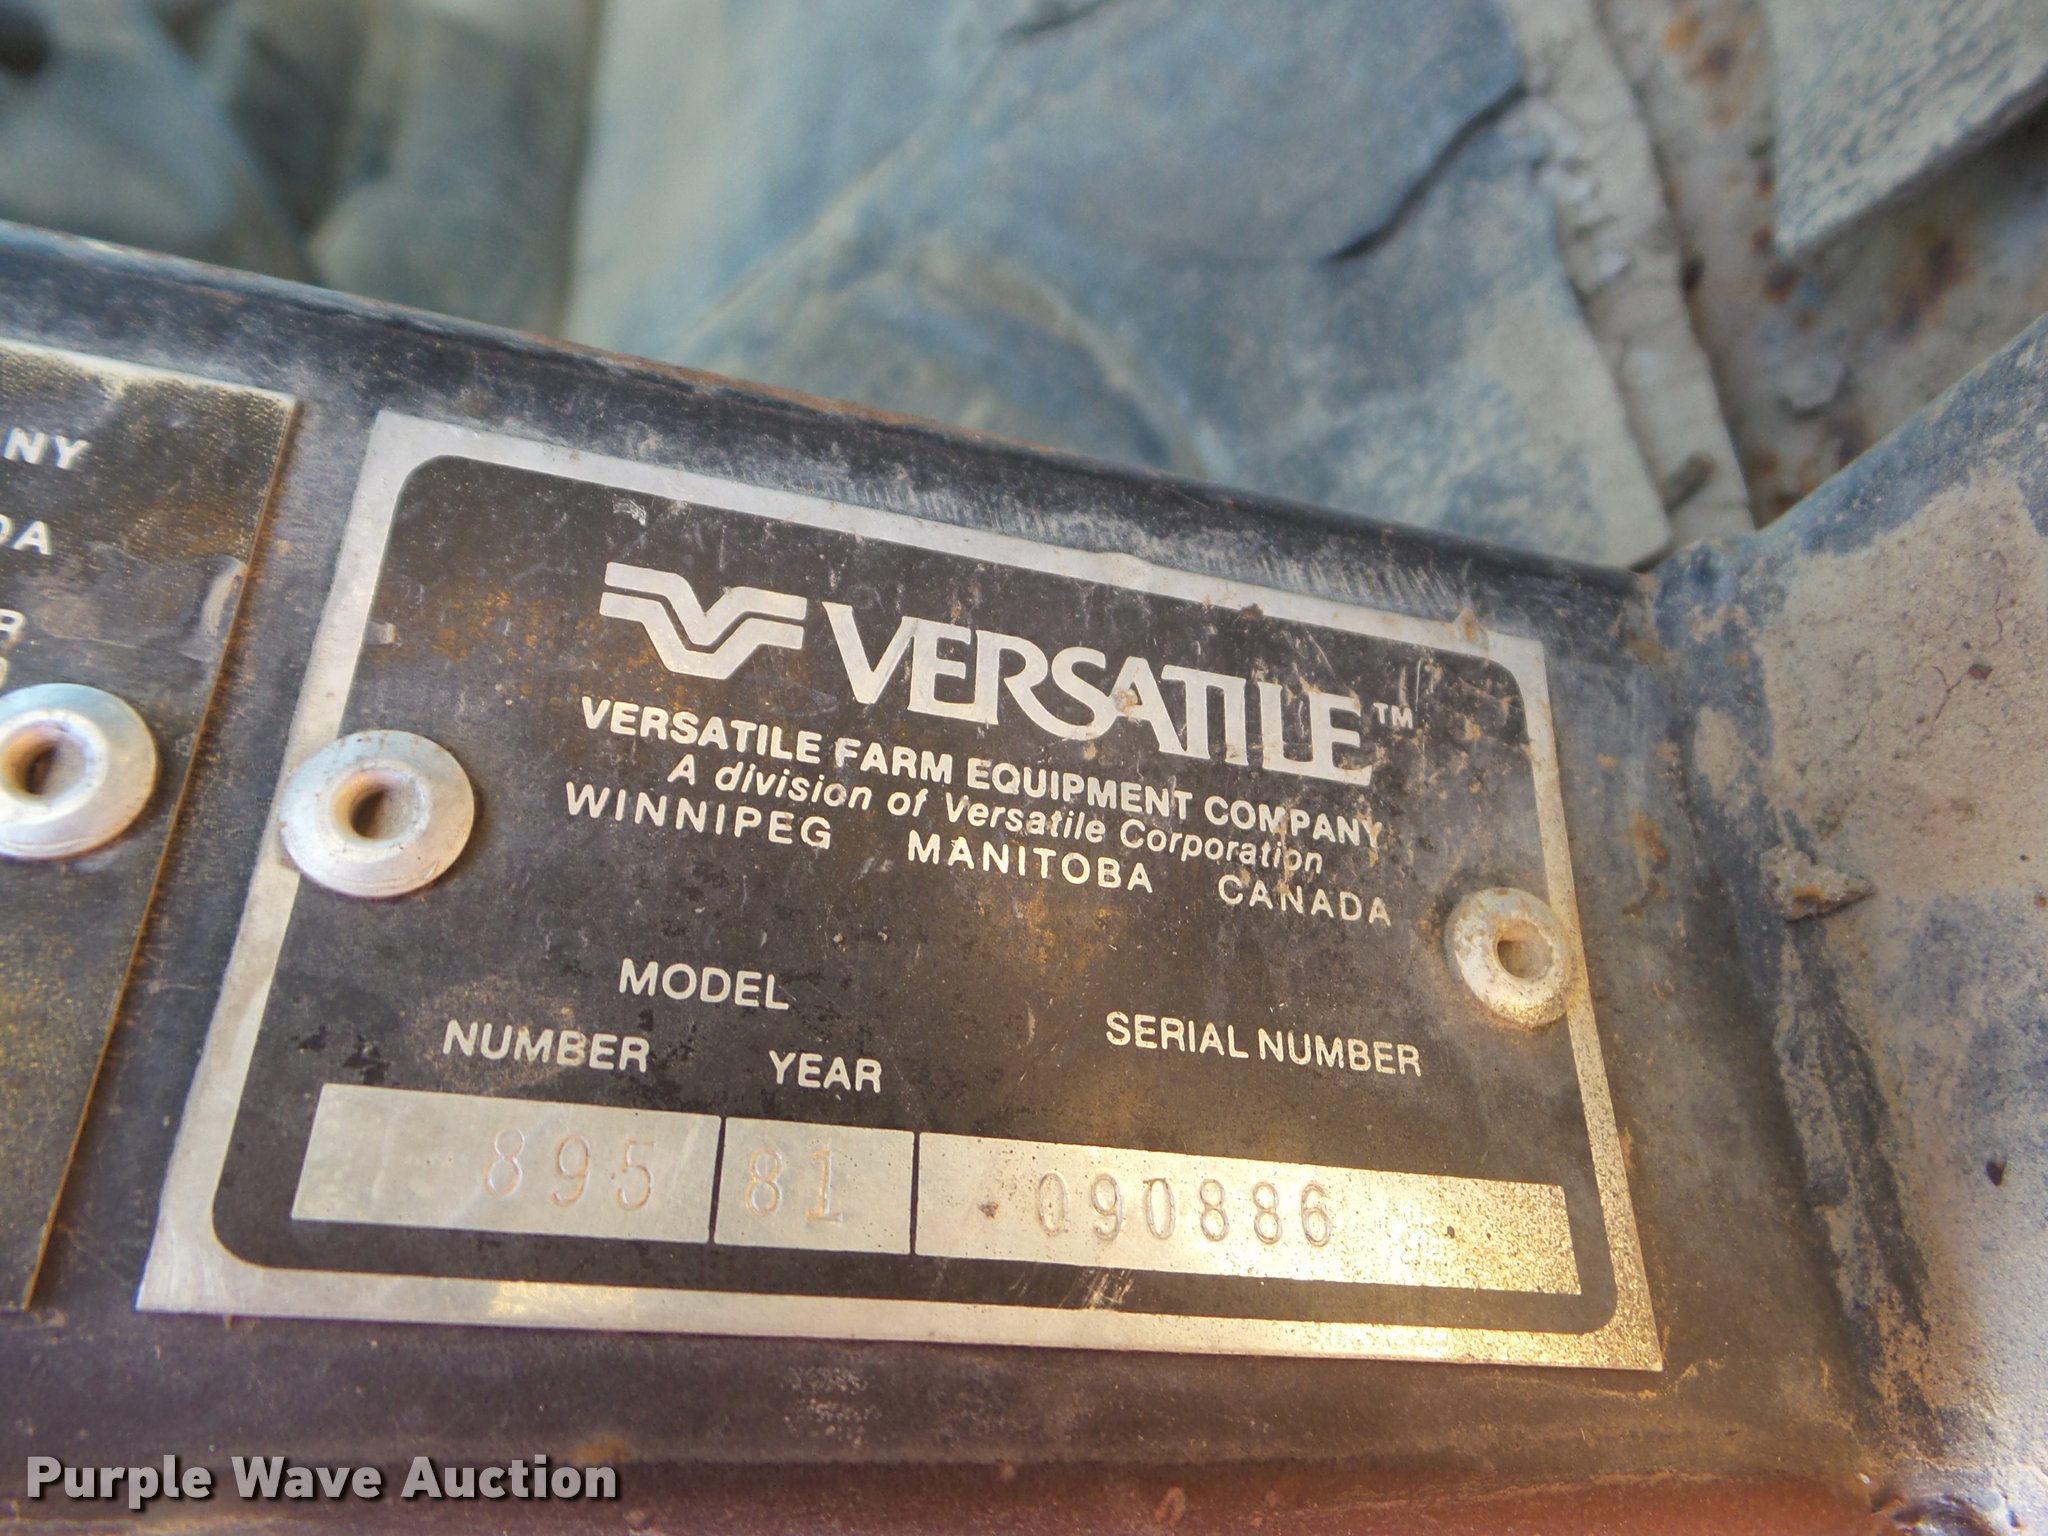 NY
DA
R
VERSATILE™
VERSATILE FARM EQUIPMENT COMPANY
A division of Versatile Corporation
WINNIPEG MANITOBA CANADA
MODEL
NUMBER YEAR SERIAL NUMBER
895 81 090886
Purple Wave Auction